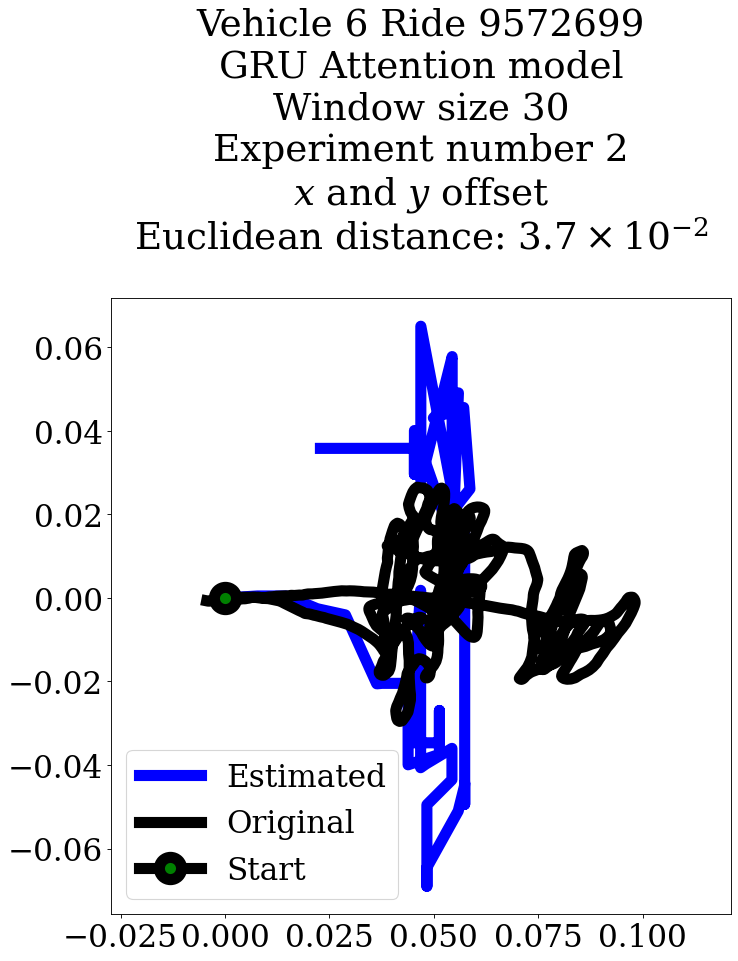 Vehicle 6 Ride 9572699
GRU Attention model
Window size 30
Experiment number 2
x and y offset
Euclidean distance: 3.7 × 10⁻²
0.06
0.04
0.02
0.00
−0.02
−0.04
−0.06
Estimated
Original
Start
−0.025 0.000 0.025 0.050 0.075 0.100